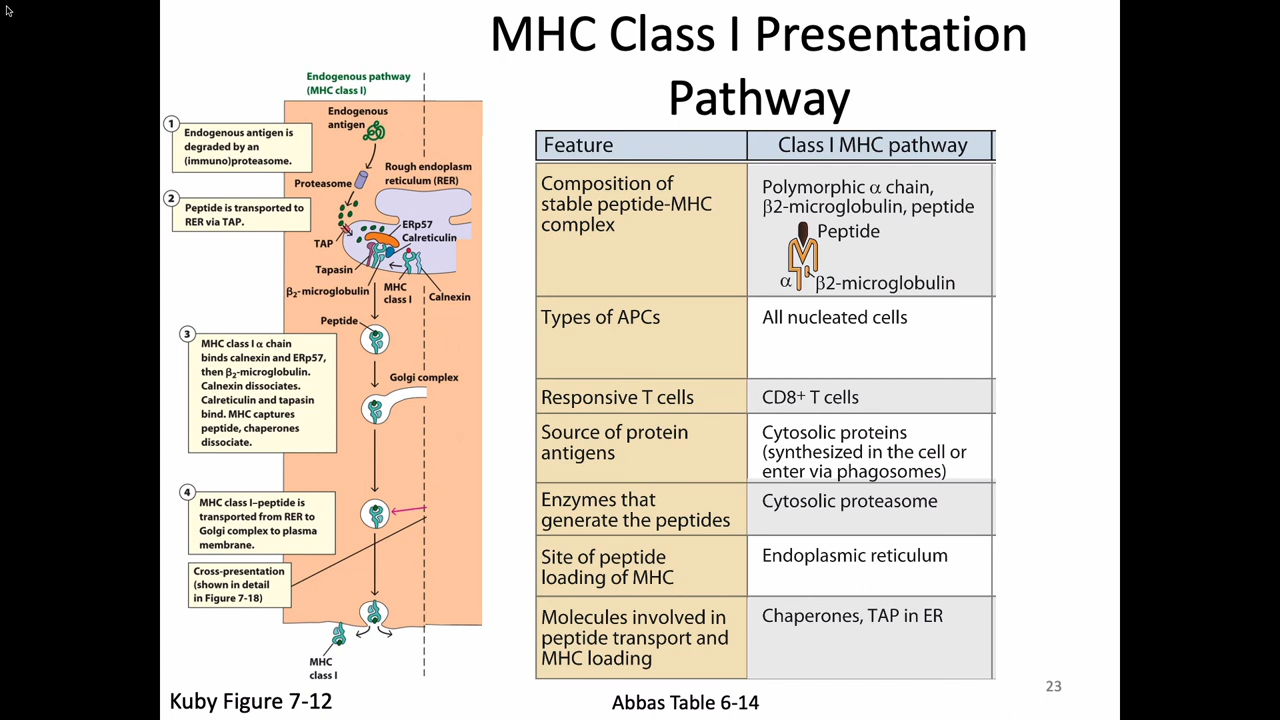 MHC Class I Presentation
Pathway
Endogenous pathway
(MHC class I)
Endogenous
antigen
1
Endogenous antigen is
degraded by an
(immuno)proteasome.
Rough endoplasm
reticulum (RER)
Proteasome
2
Peptide is transported to
RER via TAP.
ERp57
Calreticulin
TAP
Tapasin
β2-microglobulin
MHC
class I
Calnexin
Peptide
3
MHC class I α chain
binds calnexin and ERp57,
then β2-microglobulin.
Calnexin dissociates.
Calreticulin and tapasin
bind. MHC captures
peptide, chaperones
dissociate.
Golgi complex
4
MHC class I–peptide is
transported from RER to
Golgi complex to plasma
membrane.
Cross-presentation
(shown in detail
in Figure 7-18)
MHC
class I
Kuby Figure 7-12
Feature
Class I MHC pathway
Composition of
stable peptide-MHC
complex
Polymorphic α chain,
β2-microglobulin, peptide
Peptide
α
β2-microglobulin
Types of APCs
All nucleated cells
Responsive T cells
CD8+ T cells
Source of protein
antigens
Cytosolic proteins
(synthesized in the cell or
enter via phagosomes)
Enzymes that
generate the peptides
Cytosolic proteasome
Site of peptide
loading of MHC
Endoplasmic reticulum
Molecules involved in
peptide transport and
MHC loading
Chaperones, TAP in ER
Abbas Table 6-14
23